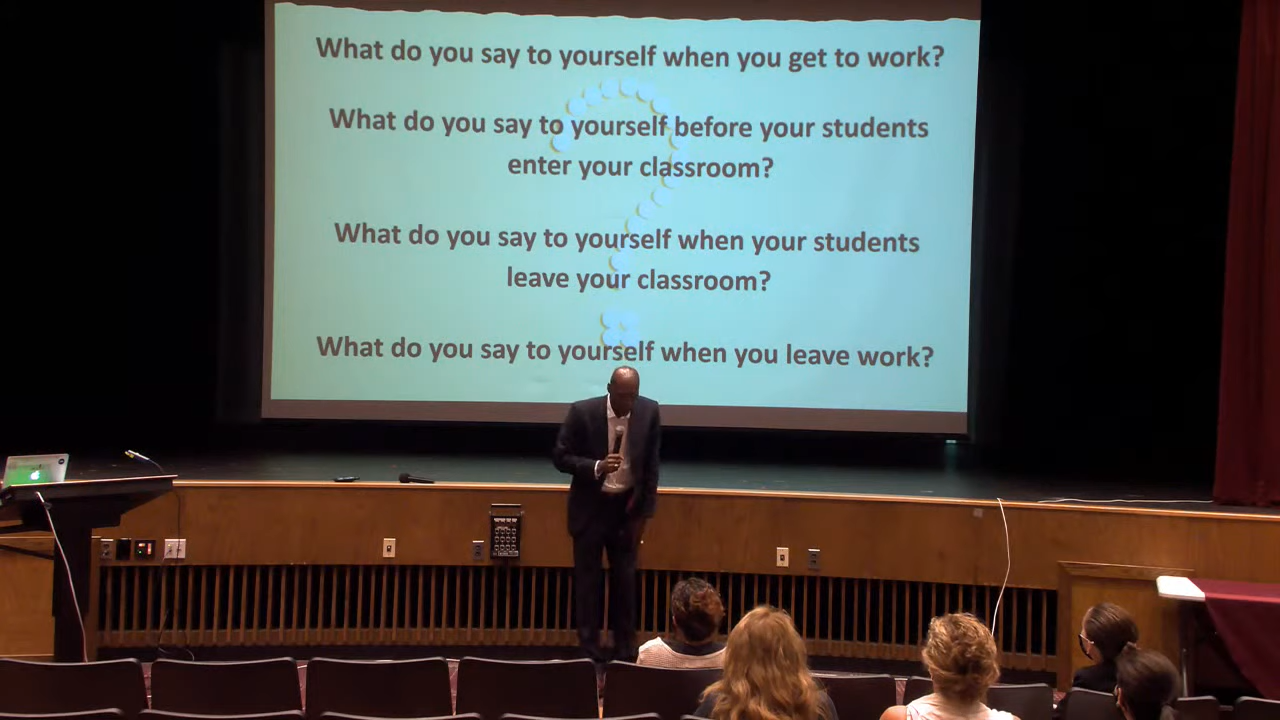 What do you say to yourself when you get to work?
What do you say to yourself before your students
enter your classroom?
What do you say to yourself when your students
leave your classroom?
What do you say to yourself when you leave work?